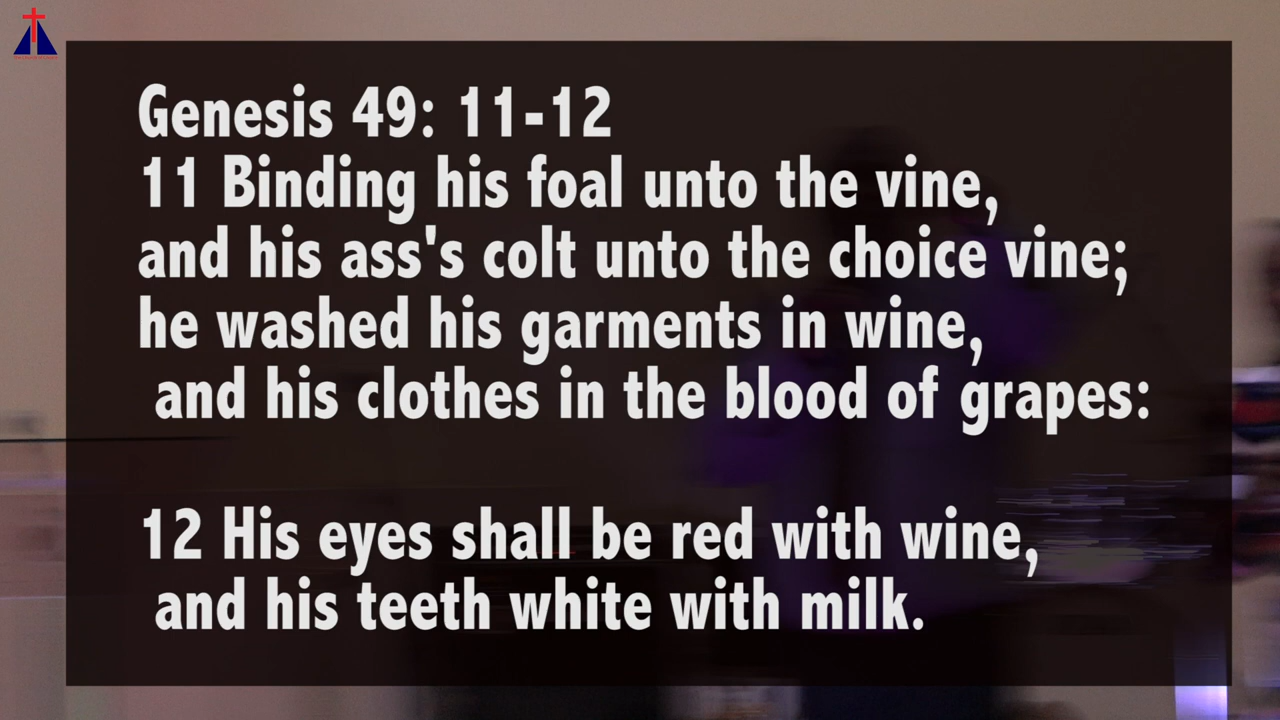 Genesis 49: 11-12
11 Binding his foal unto the vine,
and his ass's colt unto the choice vine;
he washed his garments in wine,
and his clothes in the blood of grapes:
12 His eyes shall be red with wine,
and his teeth white with milk.